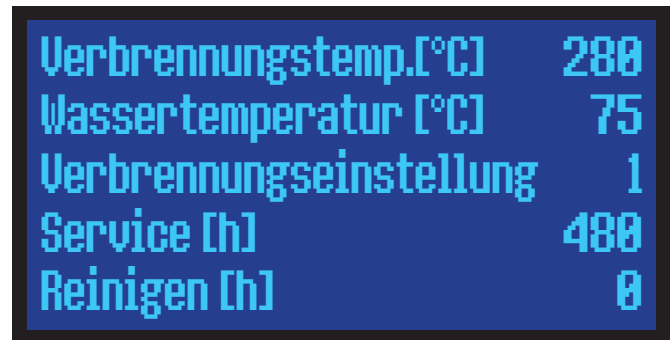 Verbrennungstemp.[°C] 280
Wassertemperatur [°C] 75
Verbrennungseinstellung 1
Service [h] 480
Reinigen [h] 0